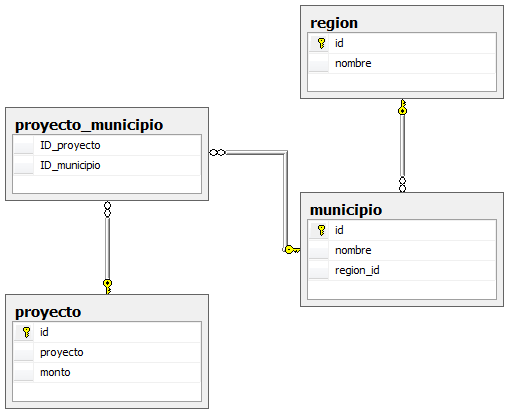 region
id
nombre
proyecto_municipio
ID_proyecto
ID_municipio
municipio
id
nombre
region_id
proyecto
id
proyecto
monto